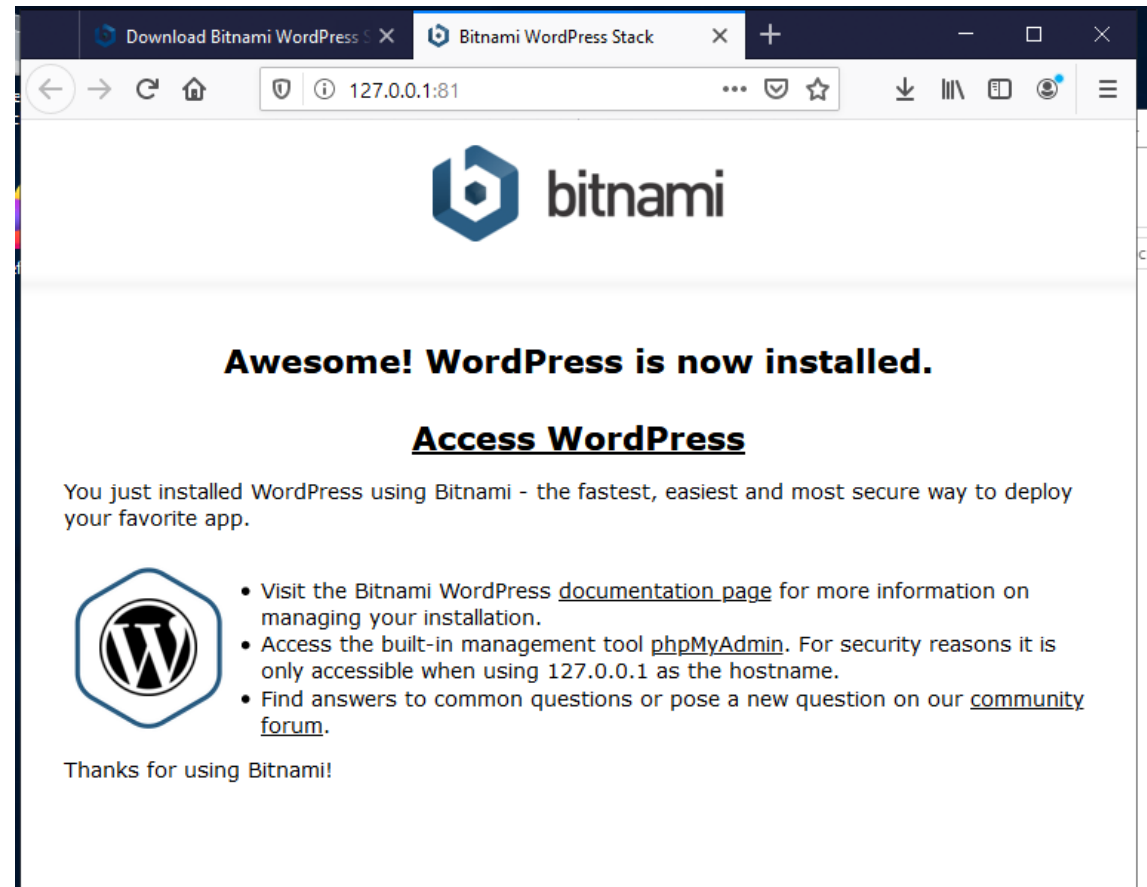 Download Bitnami WordPress S
Bitnami WordPress Stack
127.0.0.1:81
bitnami
Awesome! WordPress is now installed.
Access WordPress
You just installed WordPress using Bitnami - the fastest, easiest and most secure way to deploy
your favorite app.
• Visit the Bitnami WordPress documentation page for more information on
managing your installation.
• Access the built-in management tool phpMyAdmin. For security reasons it is
only accessible when using 127.0.0.1 as the hostname.
• Find answers to common questions or pose a new question on our community
forum.
Thanks for using Bitnami!